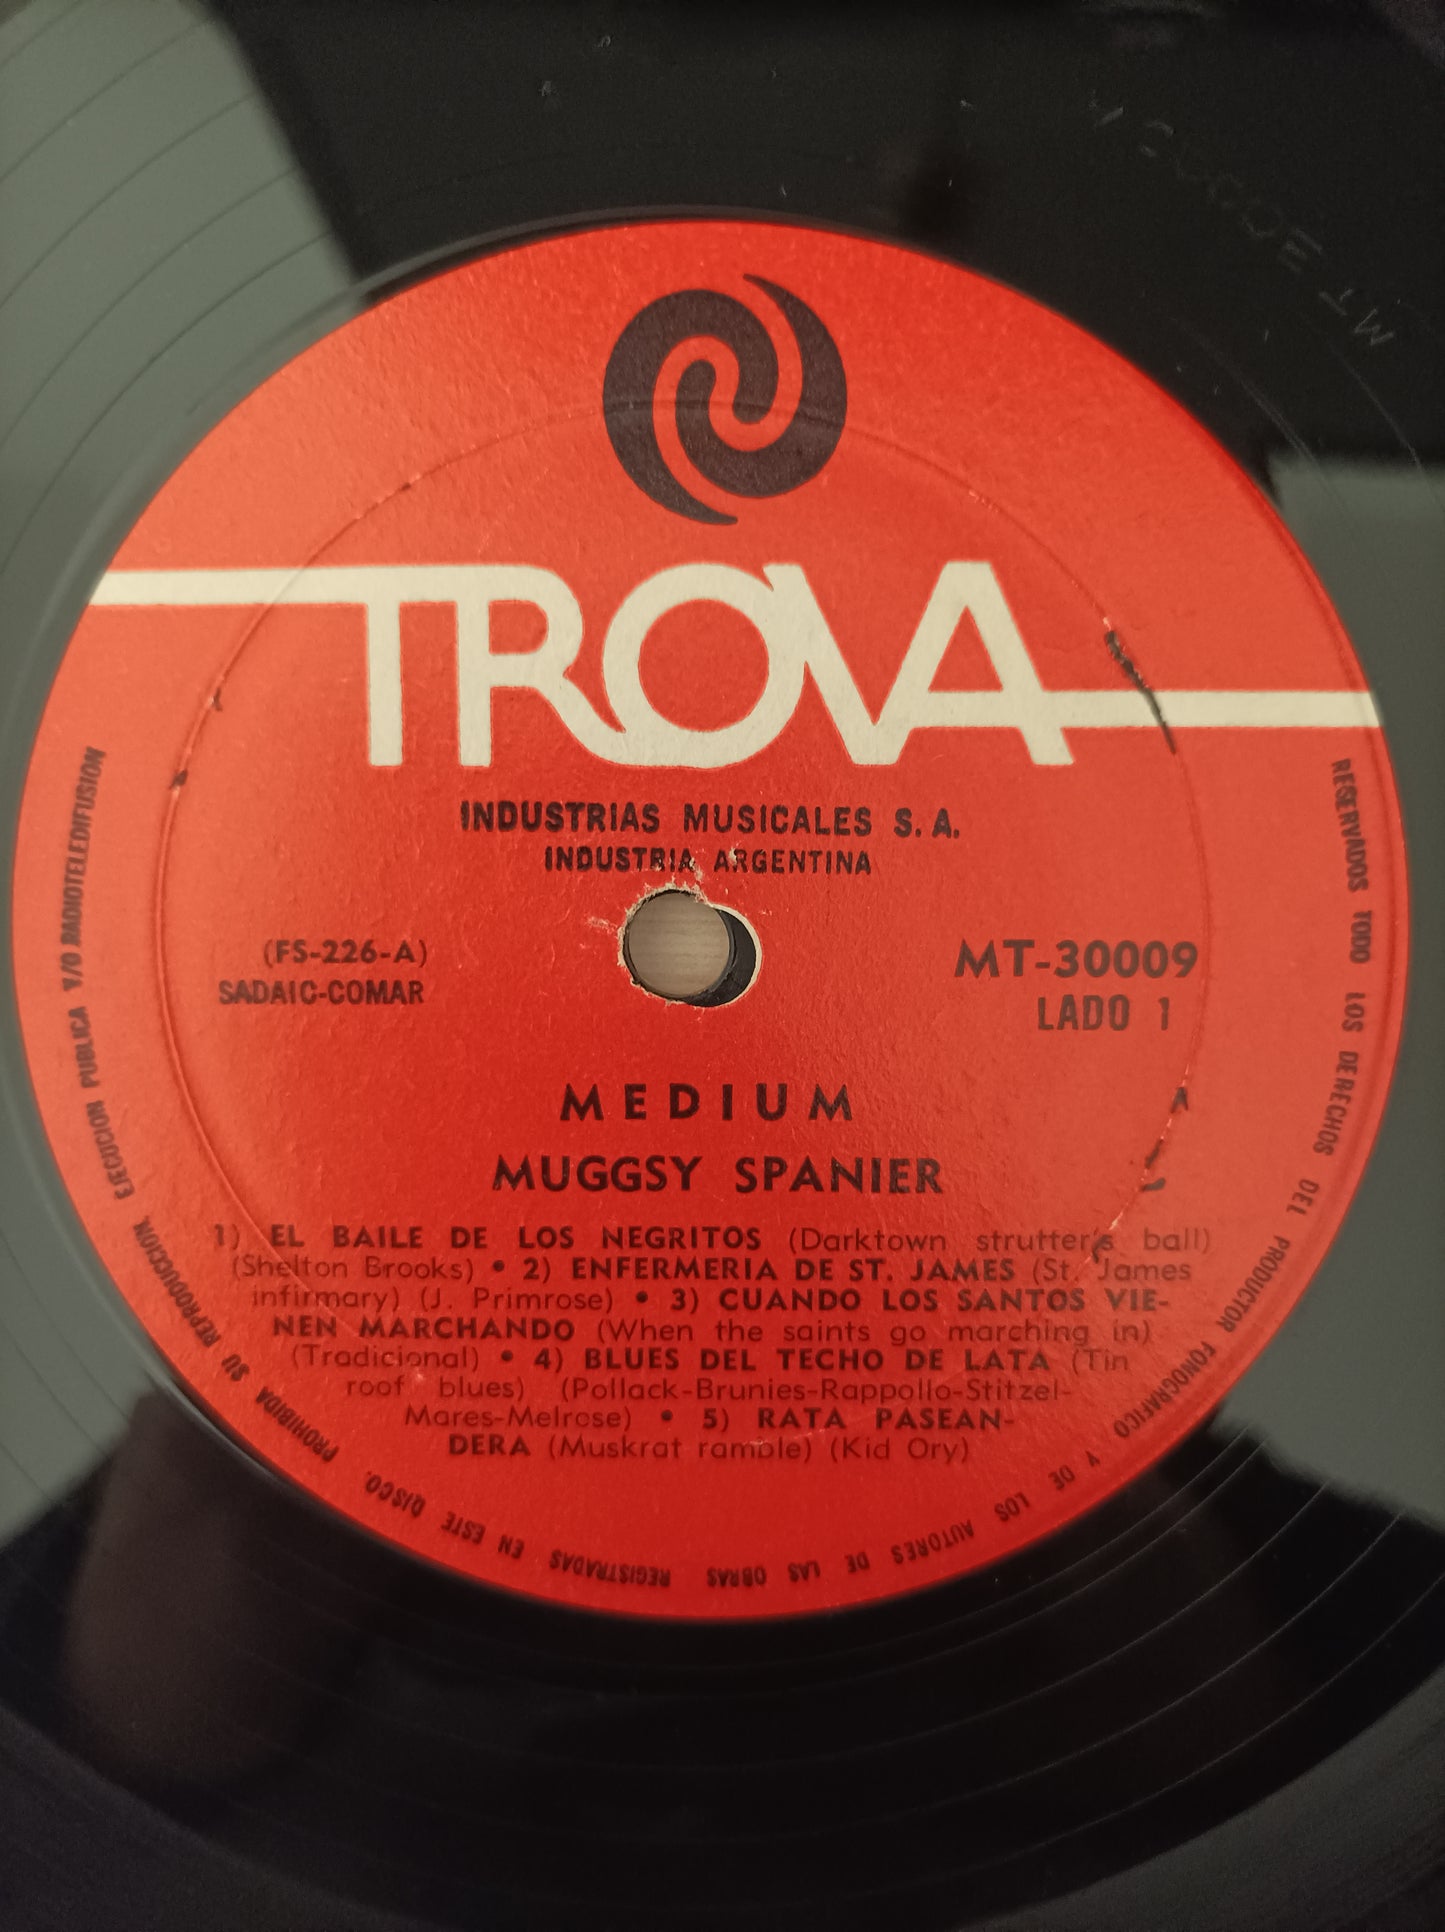 TROVA
INDUSTRIAS MUSICALES S. A.
INDUSTRIA ARGENTINA
(FS-226-A)
SADAIC-COMAR
MT-30009
LADO 1
MEDIUM
MUGGSY SPANIER
1) EL BAILE DE LOS NEGRITOS (Darktown strutter's ball)
(Shelton Brooks) • 2) ENFERMERIA DE ST. JAMES (St. James
infirmary) (J. Primrose) • 3) CUANDO LOS SANTOS VIE-
NEN MARCHANDO (When the saints go marching in)
(Tradicional) • 4) BLUES DEL TECHO DE LATA (Tin
roof blues) (Pollack-Brunies-Rappollo-Stitzel-
Mares-Melrose) • 5) RATA PASEAN-
DERA (Muskrat ramble) (Kid Ory)
RESERVADOS TODO LOS DERECHOS DEL PRODUCTOR FONOGRAFICO Y DE LOS AUTORES DE LAS OBRAS REGISTRADAS EN ESTE DISCO. PROHIBIDA SU REPRODUCCION EJECUCION PUBLICA Y/O RADIOTELEDIFUSION